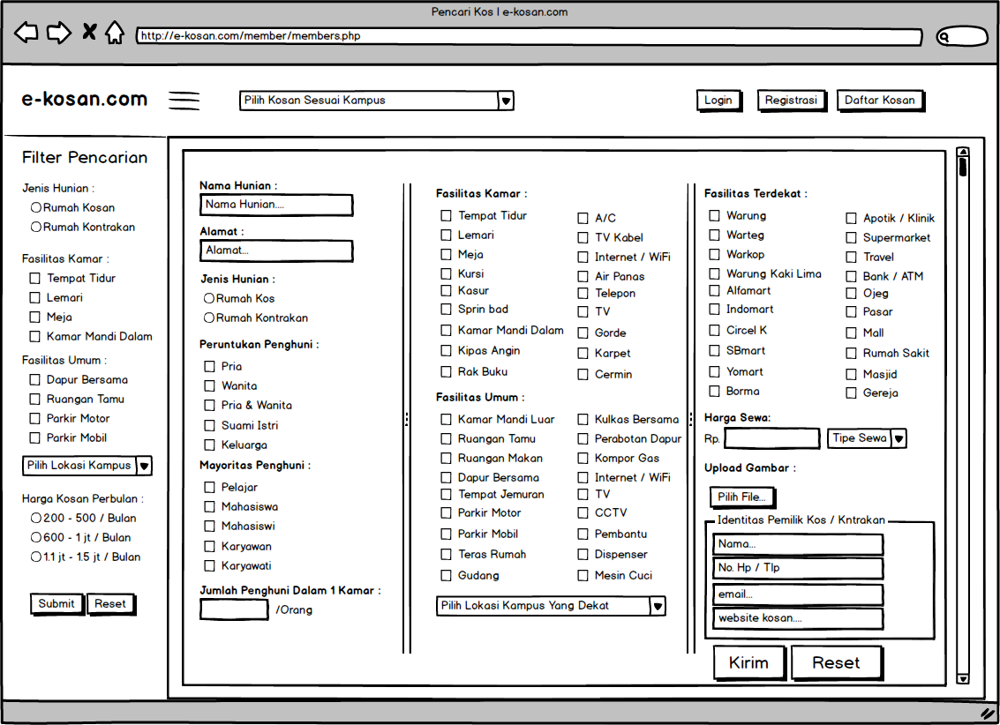 Pencari Kos | e-kosan.com
http://e-kosan.com/member/members.php
e-kosan.com
Pilih Kosan Sesuai Kampus
Login
Registrasi
Daftar Kosan
Filter Pencarian
Jenis Hunian :
Rumah Kosan
Rumah Kontrakan
Fasilitas Kamar :
Tempat Tidur
Lemari
Meja
Kamar Mandi Dalam
Fasilitas Umum :
Dapur Bersama
Ruangan Tamu
Parkir Motor
Parkir Mobil
Pilih Lokasi Kampus
Harga Kosan Perbulan :
200 - 500 / Bulan
600 - 1 jt / Bulan
1.1 jt - 1.5 jt / Bulan
Submit
Reset
Nama Hunian :
Nama Hunian....
Alamat :
Alamat...
Jenis Hunian :
Rumah Kos
Rumah Kontrakan
Peruntukan Penghuni :
Pria
Wanita
Pria & Wanita
Suami Istri
Keluarga
Mayoritas Penghuni :
Pelajar
Mahasiswa
Mahasiswi
Karyawan
Karyawati
Jumlah Penghuni Dalam 1 Kamar :
/Orang
Fasilitas Kamar :
Tempat Tidur
Lemari
Meja
Kursi
Kasur
Sprin bad
Kamar Mandi Dalam
Kipas Angin
Rak Buku
A/C
TV Kabel
Internet / WiFi
Air Panas
Telepon
TV
Gorde
Karpet
Cermin
Fasilitas Umum :
Kamar Mandi Luar
Ruangan Tamu
Ruangan Makan
Dapur Bersama
Tempat Jemuran
Parkir Motor
Parkir Mobil
Teras Rumah
Gudang
Kulkas Bersama
Perabotan Dapur
Kompor Gas
Internet / WiFi
TV
CCTV
Pembantu
Dispenser
Mesin Cuci
Pilih Lokasi Kampus Yang Dekat
Fasilitas Terdekat :
Warung
Warteg
Warkop
Warung Kaki Lima
Alfamart
Indomart
Circel K
SBmart
Yomart
Borma
Apotik / Klinik
Supermarket
Travel
Bank / ATM
Ojeg
Pasar
Mall
Rumah Sakit
Masjid
Gereja
Harga Sewa:
Rp.
Tipe Sewa
Upload Gambar :
Pilih File...
Identitas Pemilik Kos / Kntrakan
Nama...
No. Hp / Tlp
email...
website kosan....
Kirim
Reset